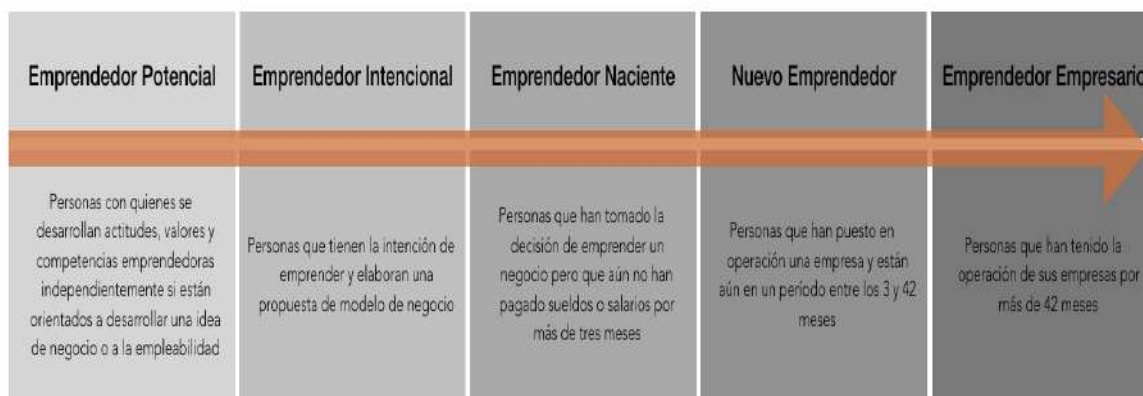 Emprendedor Potencial
Personas con quienes se
desarrollan actitudes, valores y
competencias emprendedoras
independientemente si están
orientados a desarrollar una idea
de negocio o a la empleabilidad
Emprendedor Intencional
Personas que tienen la intención de
emprender y elaboran una
propuesta de modelo de negocio
Emprendedor Naciente
Personas que han tomado la
decisión de emprender un
negocio pero que aún no han
pagado sueldos o salarios por
más de tres meses
Nuevo Emprendedor
Personas que han puesto en
operación una empresa y están
aún en un período entre los 3 y 42
meses
Emprendedor Empresario
Personas que han tenido la
operación de sus empresas por
más de 42 meses